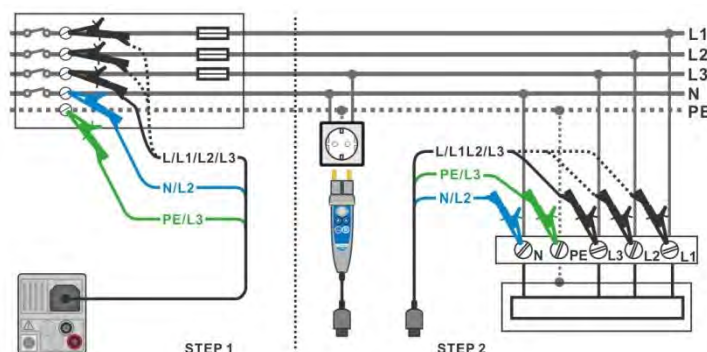 L1
L2
L3
N
PE
L/L1/L2/L3
N/L2
PE/L3
STEP 1
L/L1L2/L3
PE/L3
N/L2
N PE L3 L2 L1
STEP 2